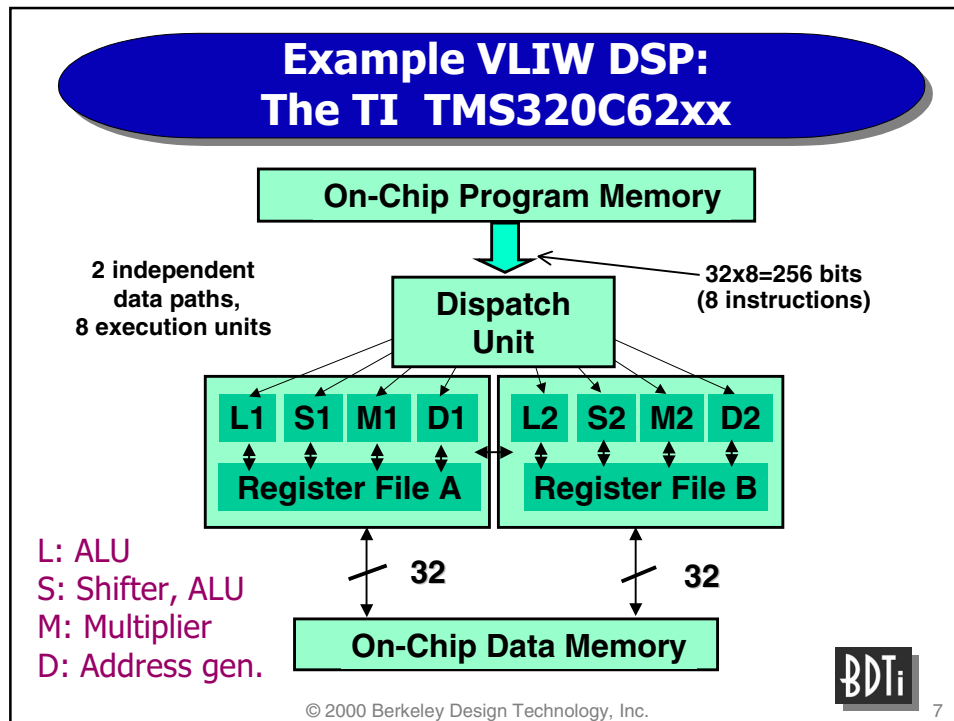 Example VLIW DSP:
The TI TMS320C62xx
On-Chip Program Memory
2 independent
data paths,
8 execution units
32x8=256 bits
(8 instructions)
Dispatch
Unit
L1 S1 M1 D1
L2 S2 M2 D2
Register File A
Register File B
L: ALU
S: Shifter, ALU
M: Multiplier
D: Address gen.
32
32
On-Chip Data Memory
BDTi
© 2000 Berkeley Design Technology, Inc.
7